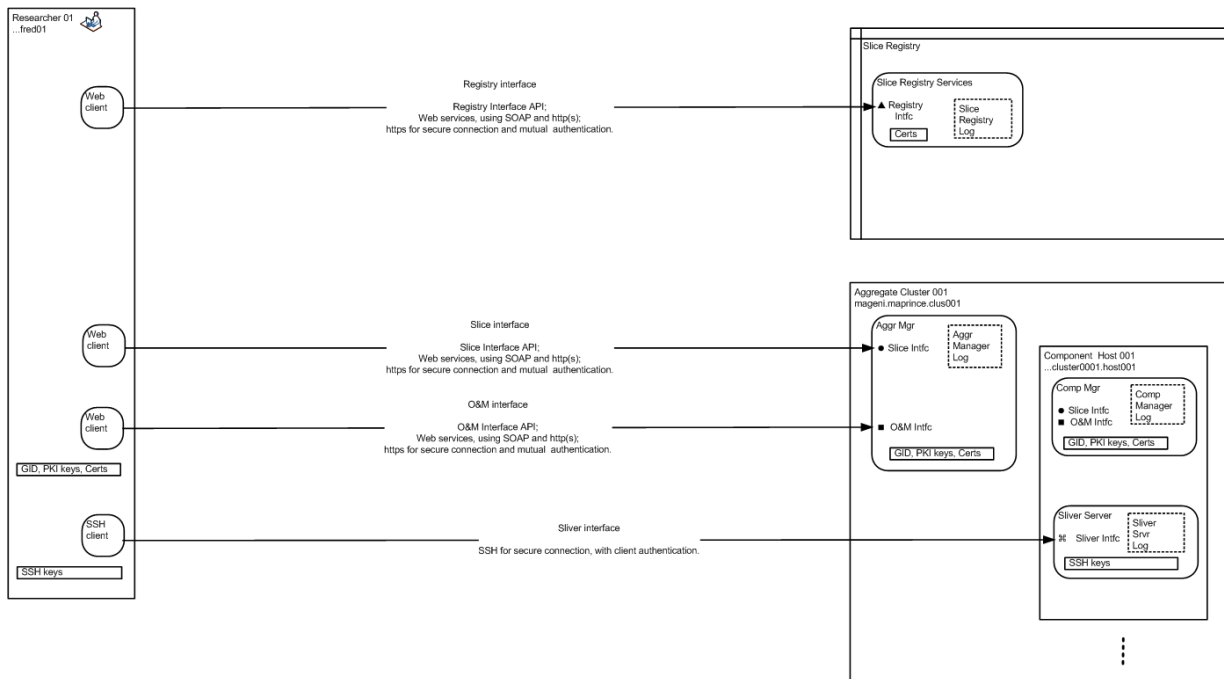 Researcher 01
...fred01
Web
client
Registry interface
Registry Interface API;
Web services, using SOAP and http(s);
https for secure connection and mutual authentication.
Slice Registry
Slice Registry Services
Registry
Intfc
Certs
Slice
Registry
Log
Web
client
Slice interface
Slice Interface API;
Web services, using SOAP and http(s);
https for secure connection and mutual authentication.
Aggregate Cluster 001
mageni.maprince.clus001
Aggr Mgr
Slice Intfc
Aggr
Manager
Log
Web
client
O&M interface
O&M Interface API;
Web services, using SOAP and http(s);
https for secure connection and mutual authentication.
O&M Intfc
GID, PKI keys, Certs
Component Host 001
...cluster0001.host001
Comp Mgr
Slice Intfc
O&M Intfc
Comp
Manager
Log
GID, PKI keys, Certs
GID, PKI keys, Certs
SSH
client
SSH keys
Sliver interface
SSH for secure connection, with client authentication.
Sliver Server
⌘ Sliver Intfc
Sliver
Srvr
Log
SSH keys